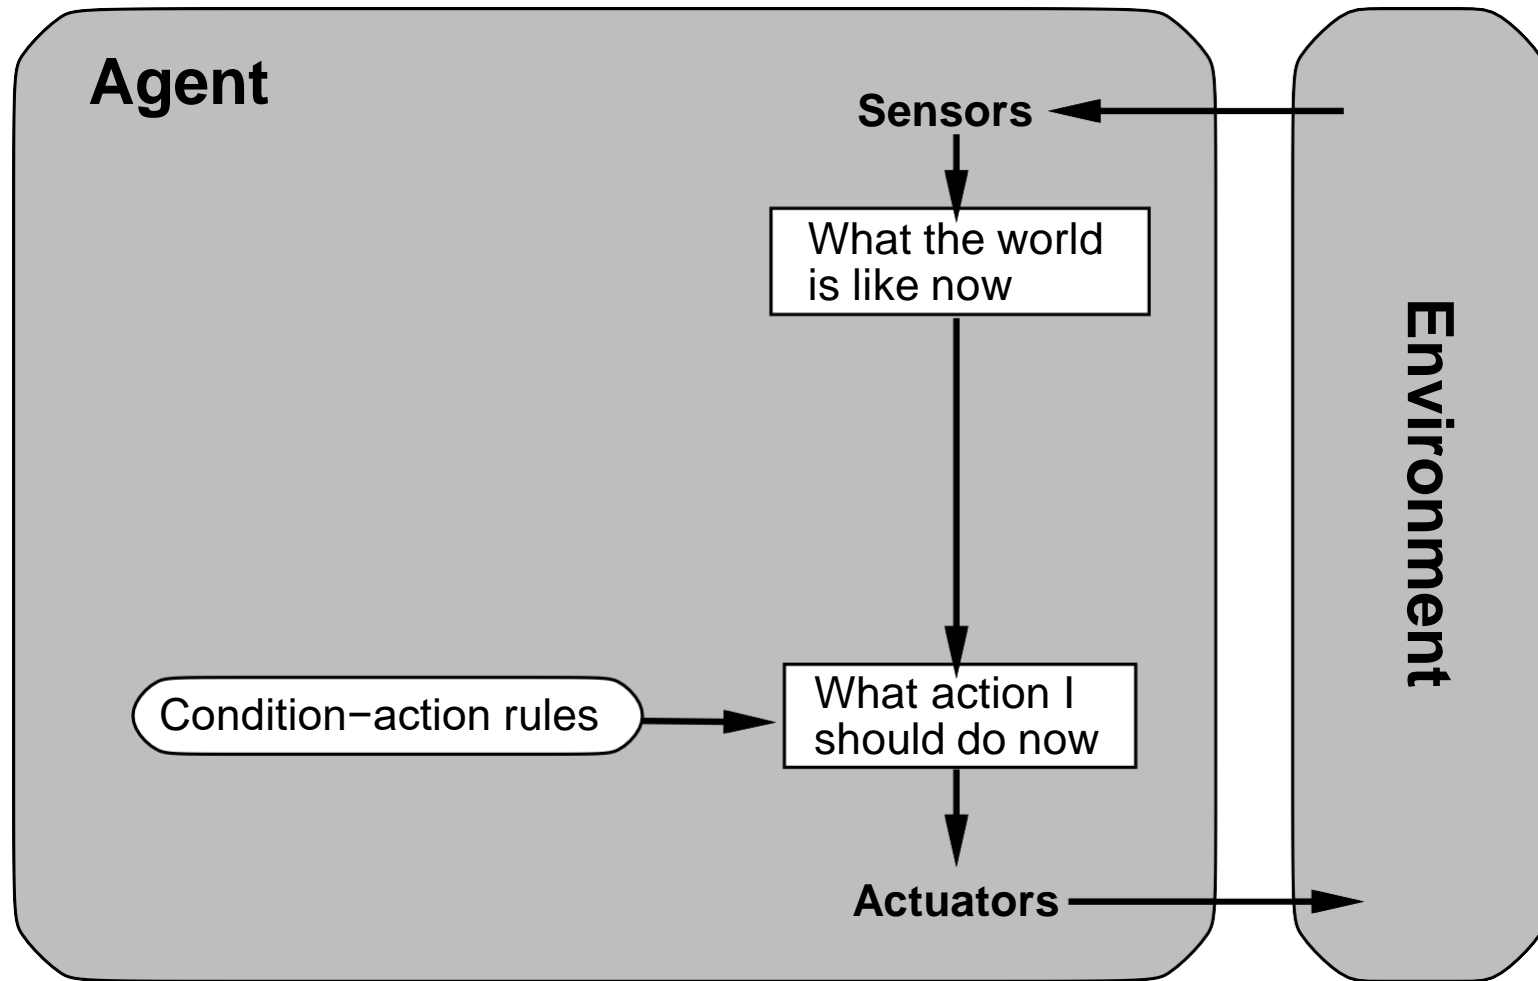 Agent
Sensors
What the world
is like now
Environment
Condition−action rules
What action I
should do now
Actuators